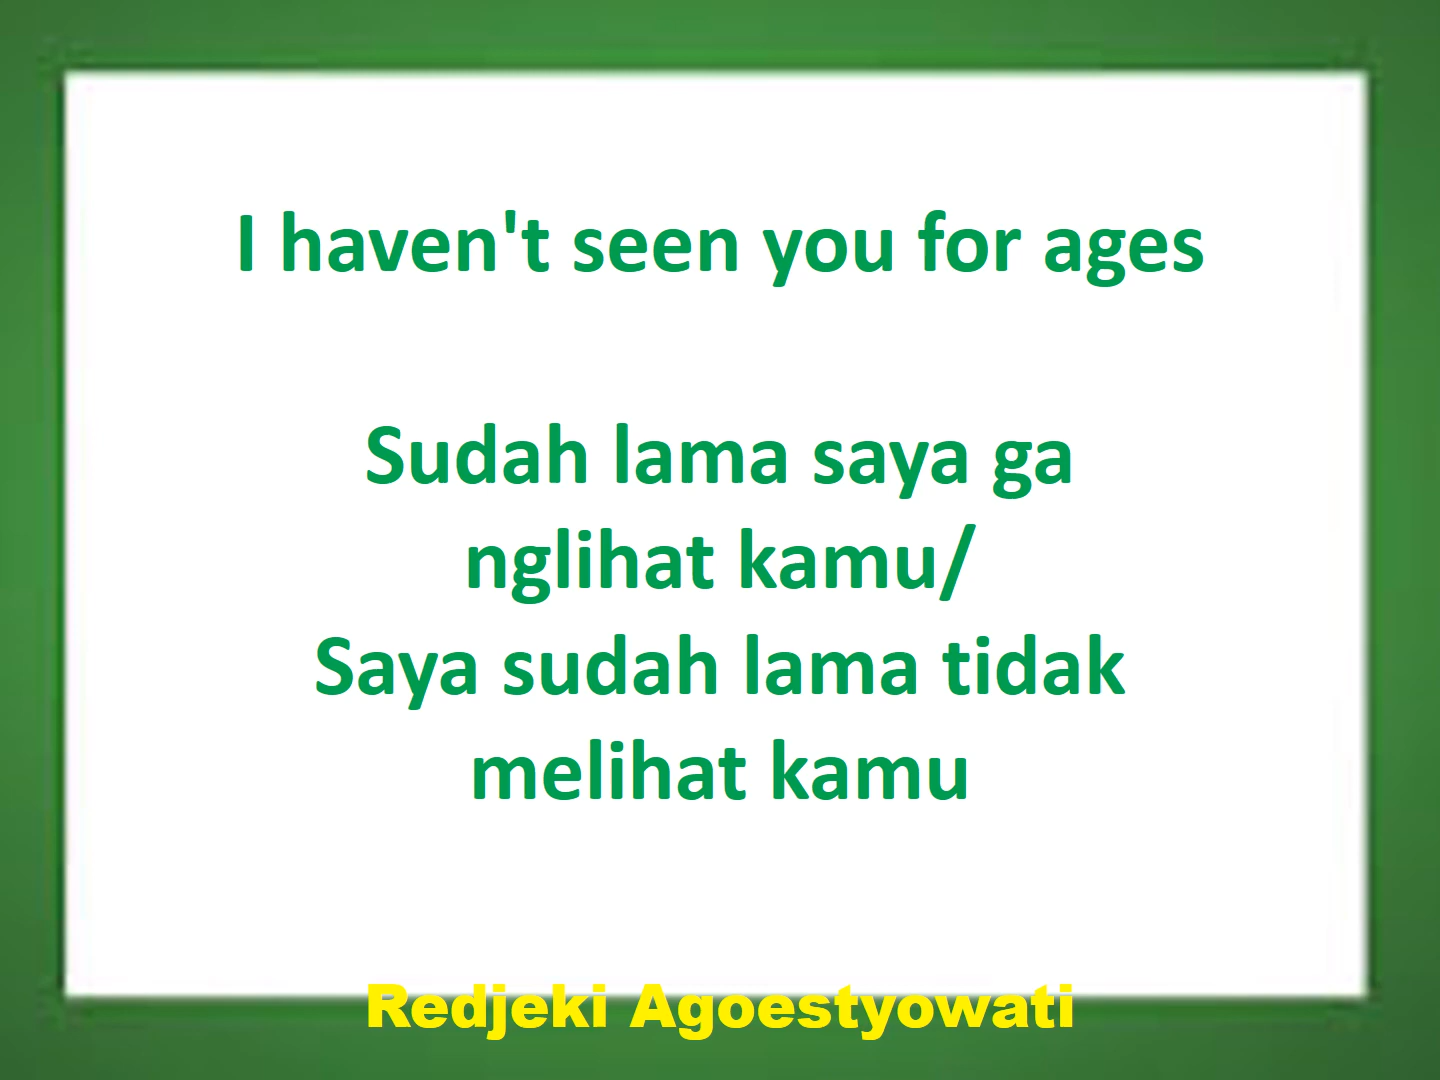 I haven't seen you for ages
Sudah lama saya ga
nglihat kamu/
Saya sudah lama tidak
melihat kamu
Redjeki Agoestyowati